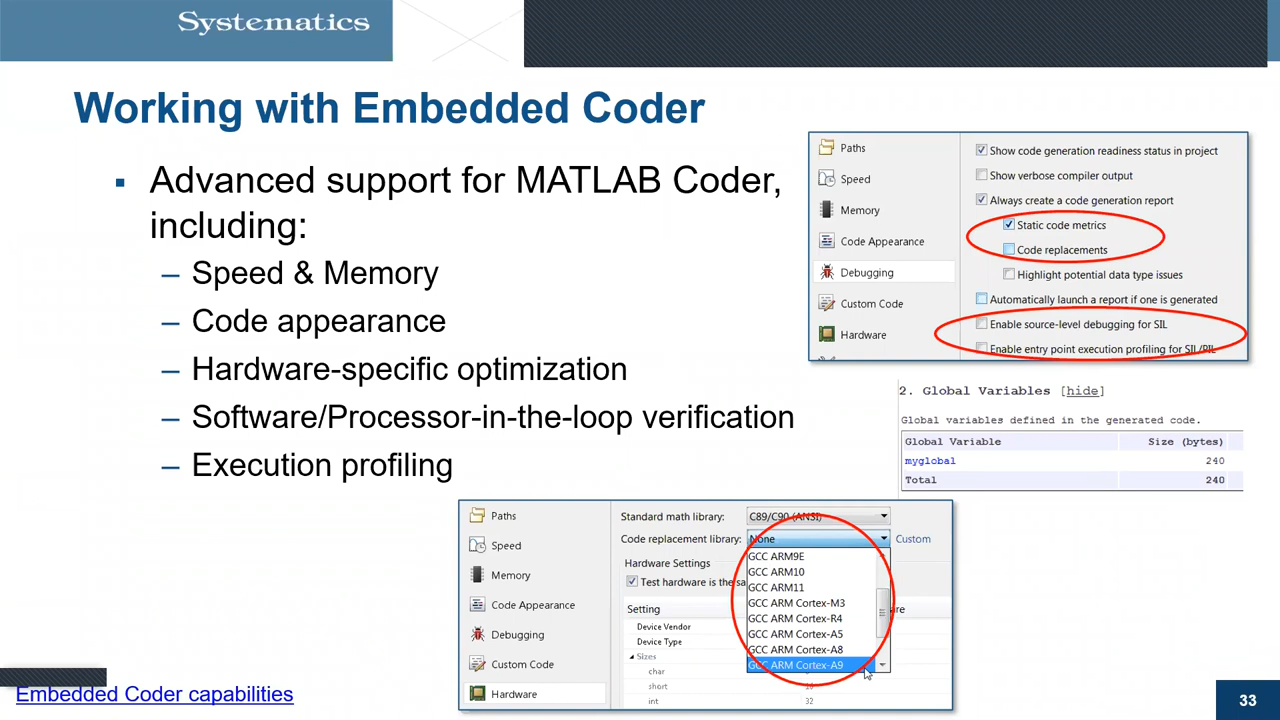 Systematics
Working with Embedded Coder
▪ Advanced support for MATLAB Coder,
including:
– Speed & Memory
– Code appearance
– Hardware-specific optimization
– Software/Processor-in-the-loop verification
– Execution profiling
Paths
Speed
Memory
Code Appearance
Debugging
Custom Code
Hardware
Show code generation readiness status in project
Show verbose compiler output
Always create a code generation report
Static code metrics
Code replacements
Highlight potential data type issues
Automatically launch a report if one is generated
Enable source-level debugging for SIL
Enable entry point execution profiling for SIL/PIL
2. Global Variables [hide]
Global variables defined in the generated code.
Global Variable Size (bytes)
myglobal 240
Total 240
Paths
Speed
Memory
Code Appearance
Debugging
Custom Code
Hardware
Standard math library: C89/C90 (ANSI)
Code replacement library: None Custom
GCC ARM9E
GCC ARM10
GCC ARM11
GCC ARM Cortex-M3
GCC ARM Cortex-R4
GCC ARM Cortex-A5
GCC ARM Cortex-A8
GCC ARM Cortex-A9
Hardware Settings
Test hardware is the
Setting
Device Vendor
Device Type
Sizes
char
short
int 32
Embedded Coder capabilities
33